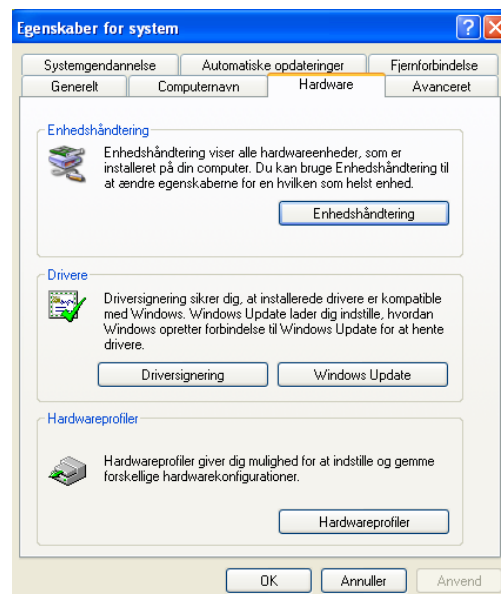 Egenskaber for system
Systemgendannelse Automatiske opdateringer Fjernforbindelse
Generelt Computernavn Hardware Avanceret
Enhedshåndtering
Enhedshåndtering viser alle hardwareenheder, som er
installeret på din computer. Du kan bruge Enhedshåndtering til
at ændre egenskaberne for en hvilken som helst enhed.
Enhedshåndtering
Drivere
Driversignering sikrer dig, at installerede drivere er kompatible
med Windows. Windows Update lader dig indstille, hvordan
Windows opretter forbindelse til Windows Update for at hente
drivere.
Driversignering Windows Update
Hardwareprofiler
Hardwareprofiler giver dig mulighed for at indstille og gemme
forskellige hardwarekonfigurationer.
Hardwareprofiler
OK Annuller Anvend